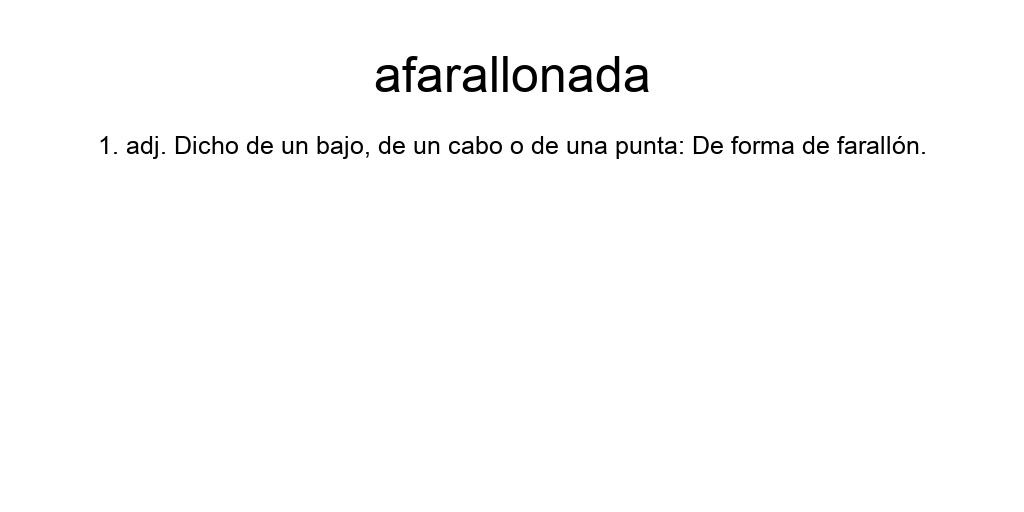 afarallonada
1. adj. Dicho de un bajo, de un cabo o de una punta: De forma de farallón.